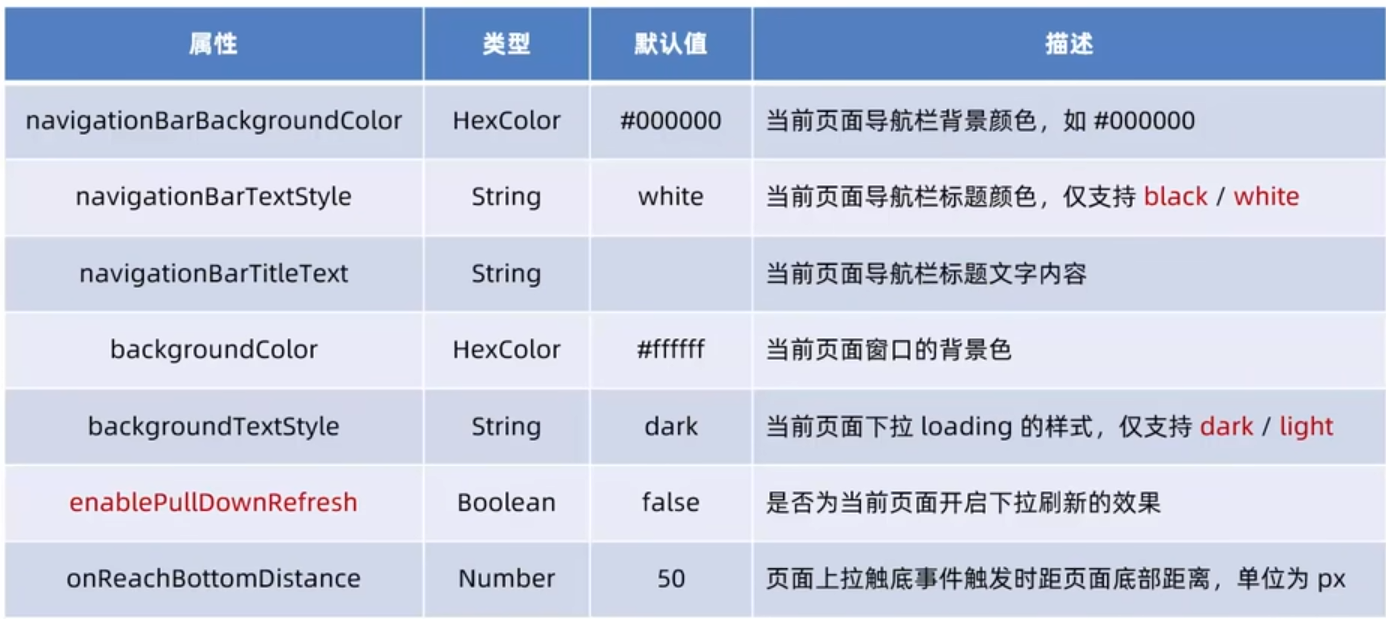 属性 类型 默认值 描述
navigationBarBackgroundColor HexColor #000000 当前页面导航栏背景颜色，如 #000000
navigationBarTextStyle String white 当前页面导航栏标题颜色，仅支持 black / white
navigationBarTitleText String 当前页面导航栏标题文字内容
backgroundColor HexColor #ffffff 当前页面窗口的背景色
backgroundTextStyle String dark 当前页面下拉 loading 的样式，仅支持 dark / light
enablePullDownRefresh Boolean false 是否为当前页面开启下拉刷新的效果
onReachBottomDistance Number 50 页面上拉触底事件触发时距页面底部距离，单位为 px